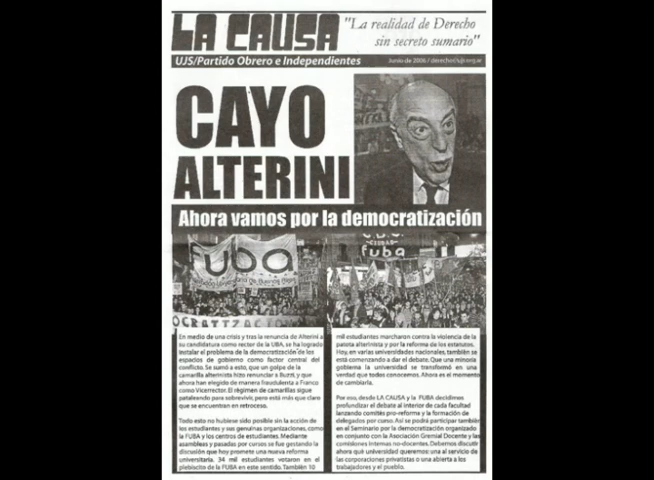 LA CAUSA
"La realidad de Derecho
sin secreto sumario"
UJS/Partido Obrero e Independientes
Junio de 2006 /
CAYO
ALTERINI
Ahora vamos por la democratización
fuba
CIUDAD
fuba
En medio de una crisis y tras la renuncia de Alterini a
su candidatura como rector de la UBA, se ha logrado
instalar el problema de la democratización de los
espacios de gobierno como factor central del
conflicto. Se sumó a esto, que un golpe de la
camarilla alterinista hizo renunciar a Buzzi, y que
ahora han elegido de manera fraudulenta a Franco
como Vicerrector. El régimen de camarillas sigue
pataleando para sobrevivir, pero está más que claro
que se encuentran en retroceso.
Todo esto no hubiese sido posible sin la acción de
los estudiantes y sus genuinas organizaciones, como
la FUBA y los centros de estudiantes. Mediante
asambleas y pasadas por cursos se fue gestando la
discusión que hoy promete una nueva reforma
universitaria. 34 mil estudiantes votaron en el
plebiscito de la FUBA en este sentido. También 10
mil estudiantes marcharon contra la violencia de la
patota alterinista y por la reforma de los estatutos.
Hoy, en varias universidades nacionales, también se
está comenzando a dar el debate. Que una minoría
gobierna la universidad se transformó en una
verdad que todos conocemos. Ahora es el momento
de cambiarla.
Por eso, desde LA CAUSA y la FUBA decidimos
profundizar el debate al interior de cada facultad
lanzando comités pro-reforma y la formación de
delegados por curso. Así se podrá participar también
en el Seminario por la democratización organizado
en conjunto con la Asociación Gremial Docente y las
comisiones internas no-docentes. Debemos discutir
ahora qué universidad queremos: una al servicio de
las corporaciones privatistas o una abierta a los
trabajadores y el pueblo.